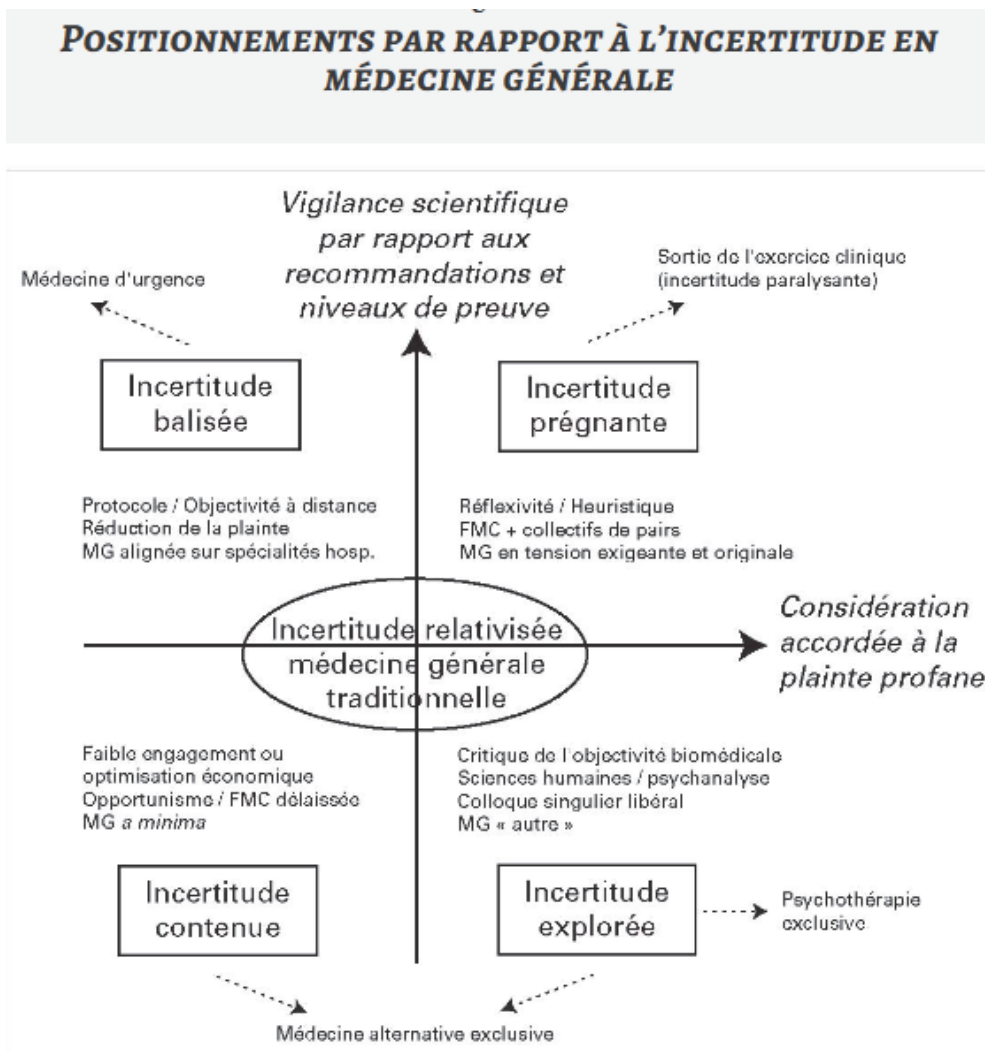 POSITIONNEMENTS PAR RAPPORT À L'INCERTITUDE EN
MÉDECINE GÉNÉRALE
Vigilance scientifique
par rapport aux
recommandations et
niveaux de preuve
Médecine d'urgence
Sortie de l'exercice clinique
(incertitude paralysante)
Incertitude
balisée
Incertitude
prégnante
Protocole / Objectivité à distance
Réduction de la plainte
MG alignée sur spécialités hosp.
Réflexivité / Heuristique
FMC + collectifs de pairs
MG en tension exigeante et originale
Incertitude relativisée
médecine générale
traditionnelle
Considération
accordée à la
plainte profane
Faible engagement ou
optimisation économique
Opportunisme / FMC délaissée
MG a minima
Critique de l'objectivité biomédicale
Sciences humaines / psychanalyse
Colloque singulier libéral
MG « autre »
Incertitude
contenue
Incertitude
explorée
Psychothérapie
exclusive
Médecine alternative exclusive